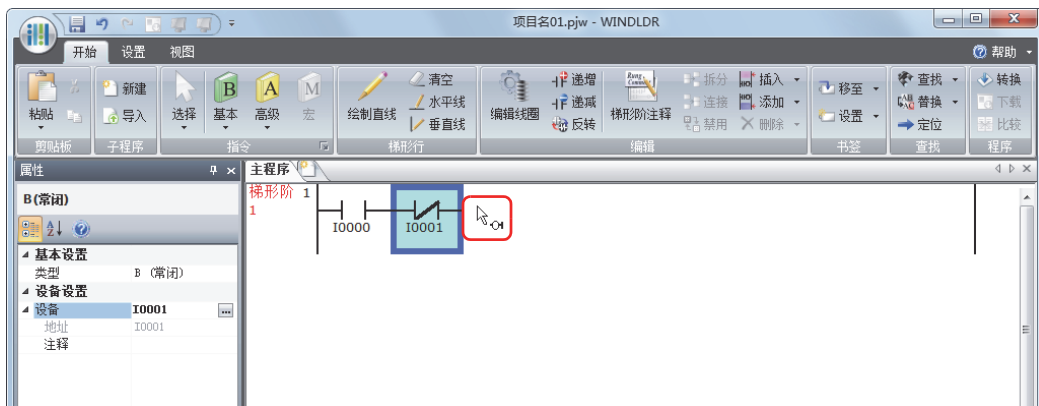 项目名01.pjw - WINDLDR
开始 设置 视图 帮助
粘贴 新建 导入 选择 B 基本 A 高级 M 宏 绘制直线 清空 水平线 垂直线 编辑线圈 递增 递减 反转 梯形阶注释 拆分 连接 禁用 插入 添加 删除 移至 设置 查找 替换 定位 转换 下载 比较
剪贴板 子程序 指令 梯形行 编辑 书签 查找 程序
属性 主程序
B(常闭)
梯形阶 1
1
I0000 I0001
基本设置
类型 B (常闭)
设备设置
设备 I0001 ...
地址 I0001
注释